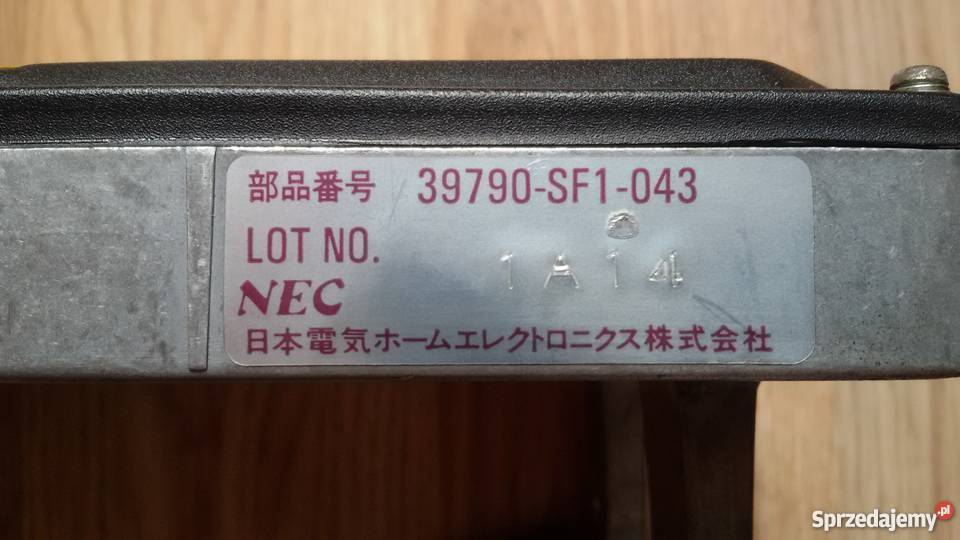 部品番号 39790-SF1-043
LOT NO. 1A14
NEC
日本電気ホームエレクトロニクス株式会社
Sprzedajemy.pl